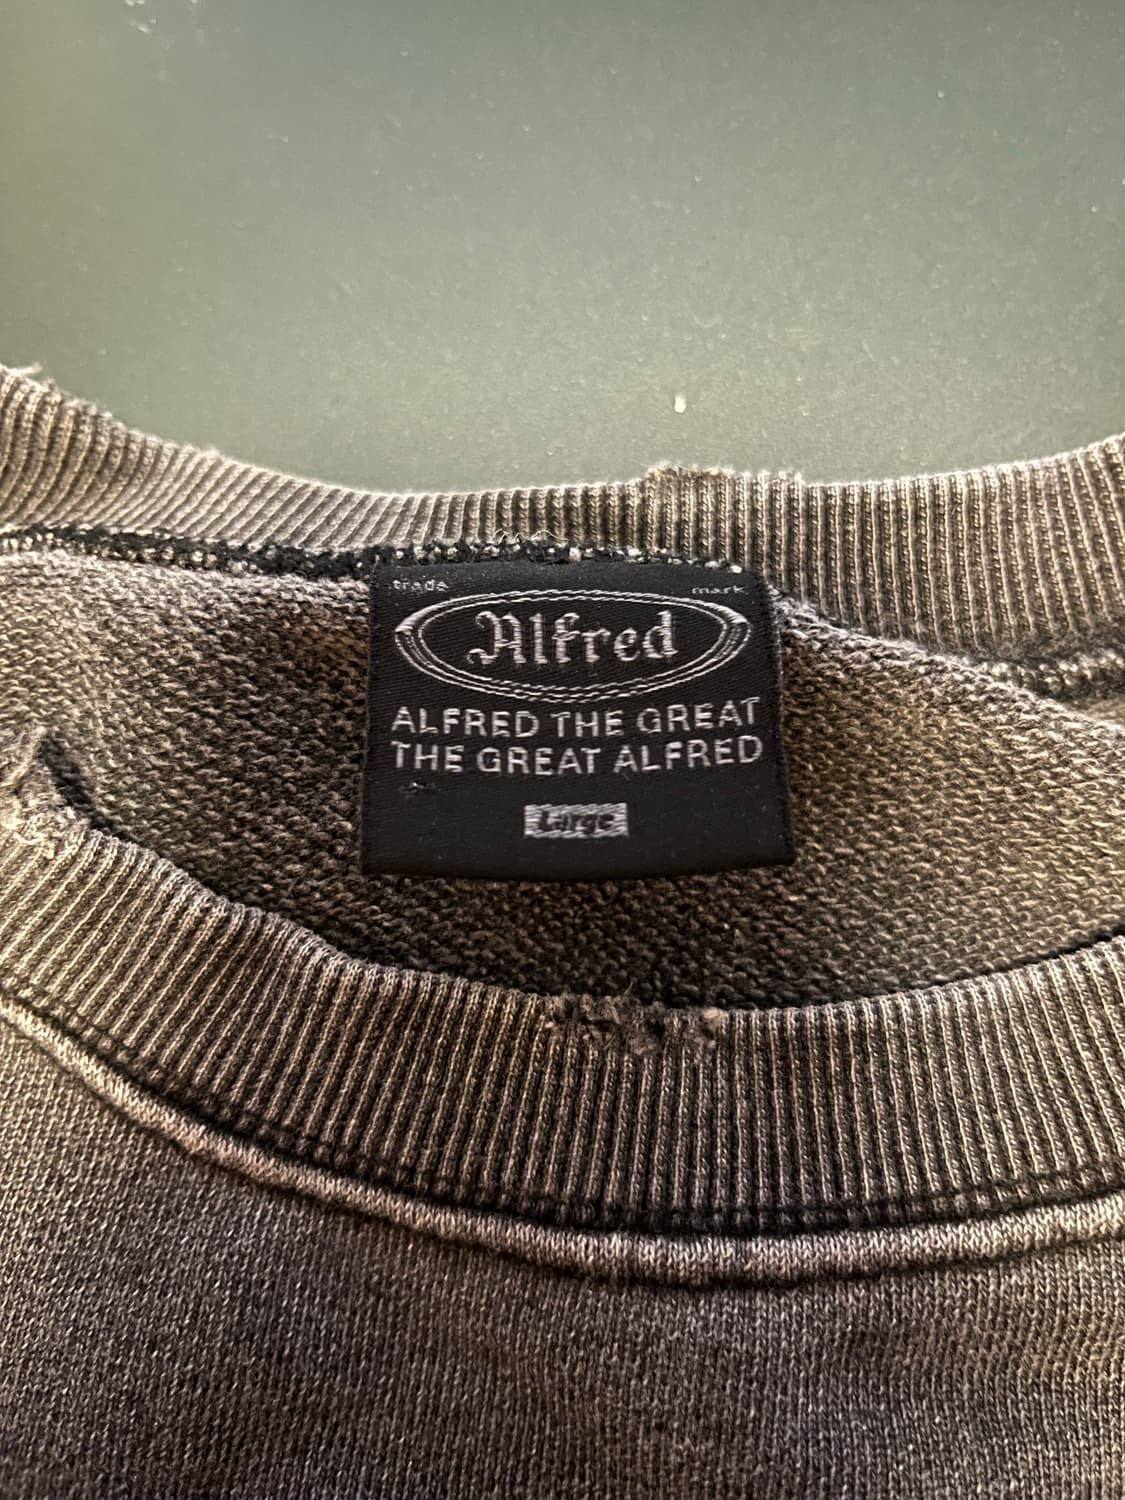 trade mark
Alfred
ALFRED THE GREAT
THE GREAT ALFRED
Large